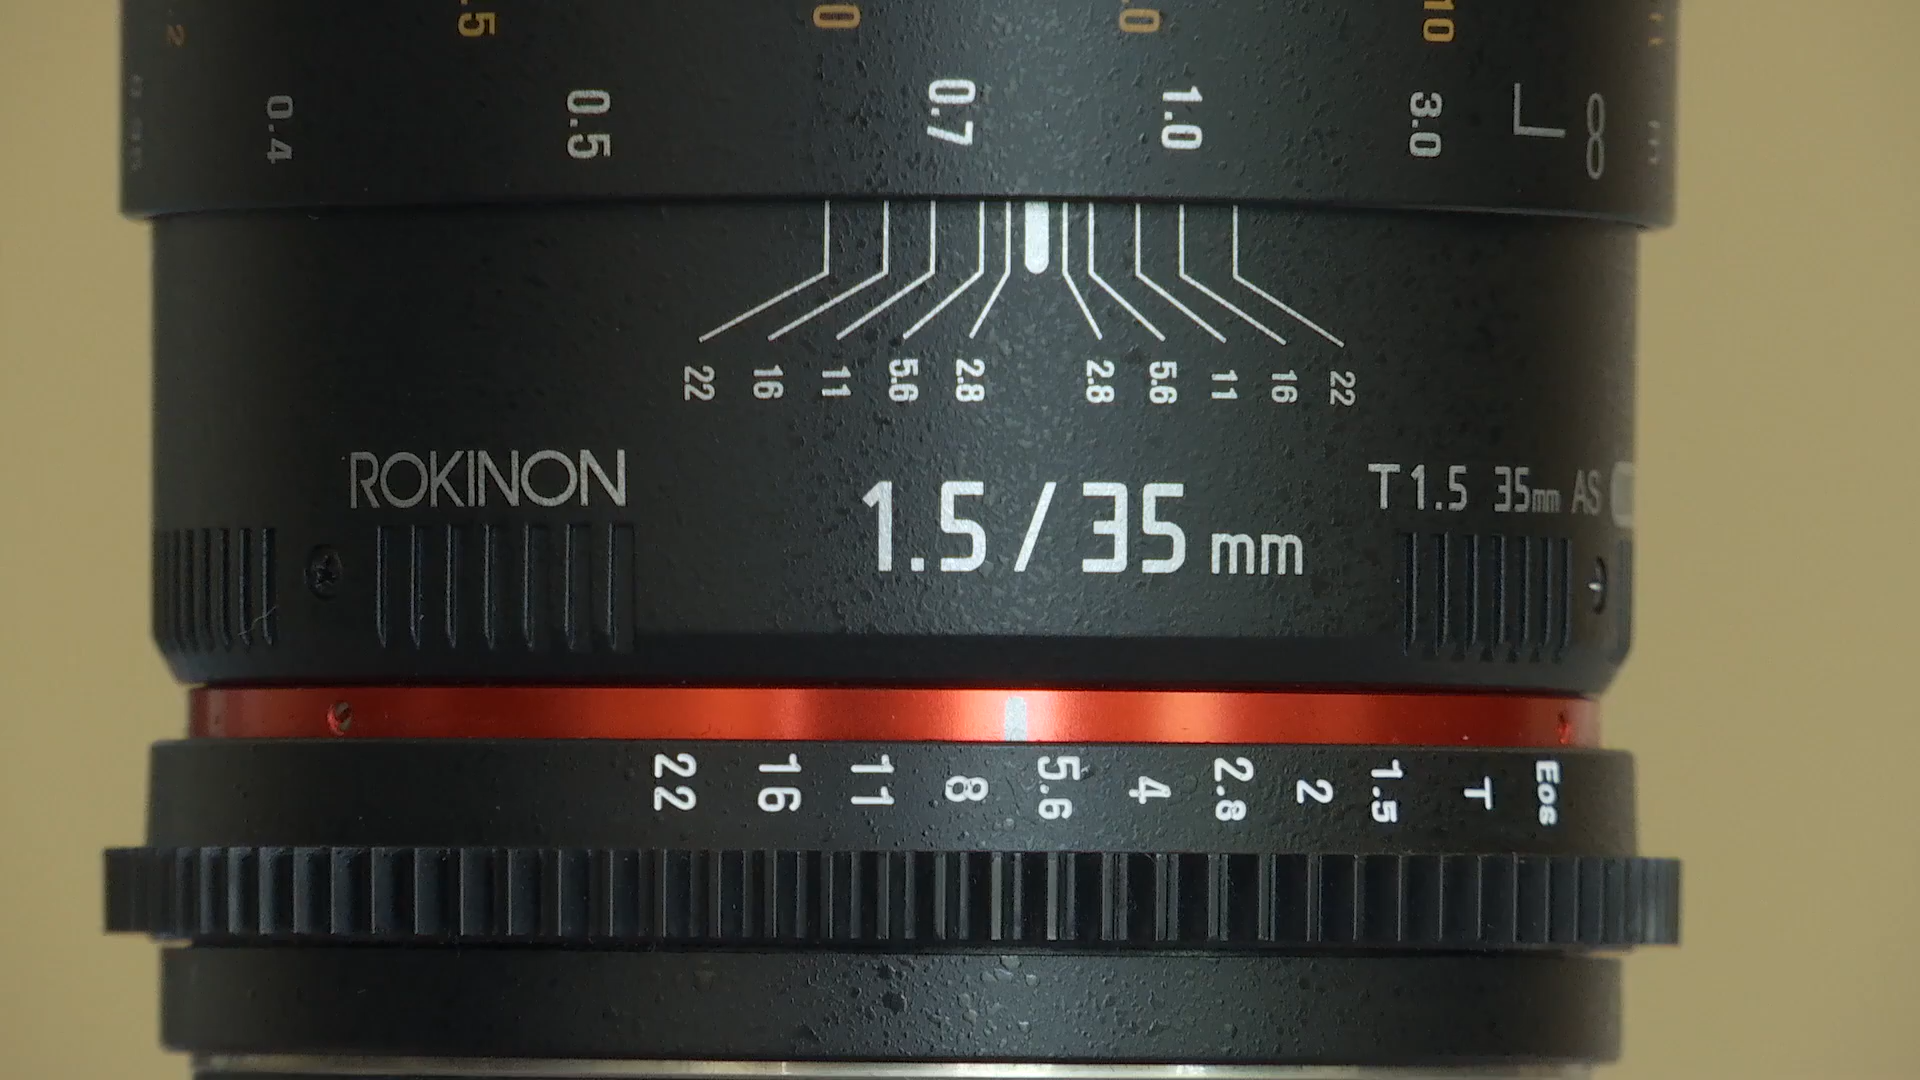 0.4 0.5 0.7 1.0 3.0 L ∞
22 16 11 5.6 2.8 2.8 5.6 11 16 22
ROKINON
1.5 / 35 mm
T 1.5 35mm AS
22 16 11 8 5.6 4 2.8 2 1.5 T Eos